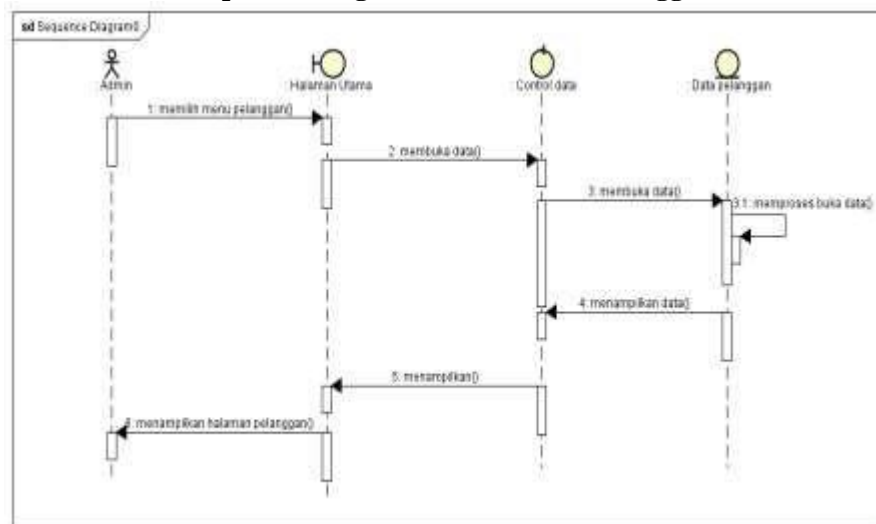 sd Sequence Diagram0
Admin
Halaman Utama
Control data
Data pelanggan
1: memilih menu pelanggan()
2: membuka data()
3: membuka data()
3.1: memproses buka data()
4: menampilkan data()
5: menampilkan()
6: menampilkan halaman pelanggan()